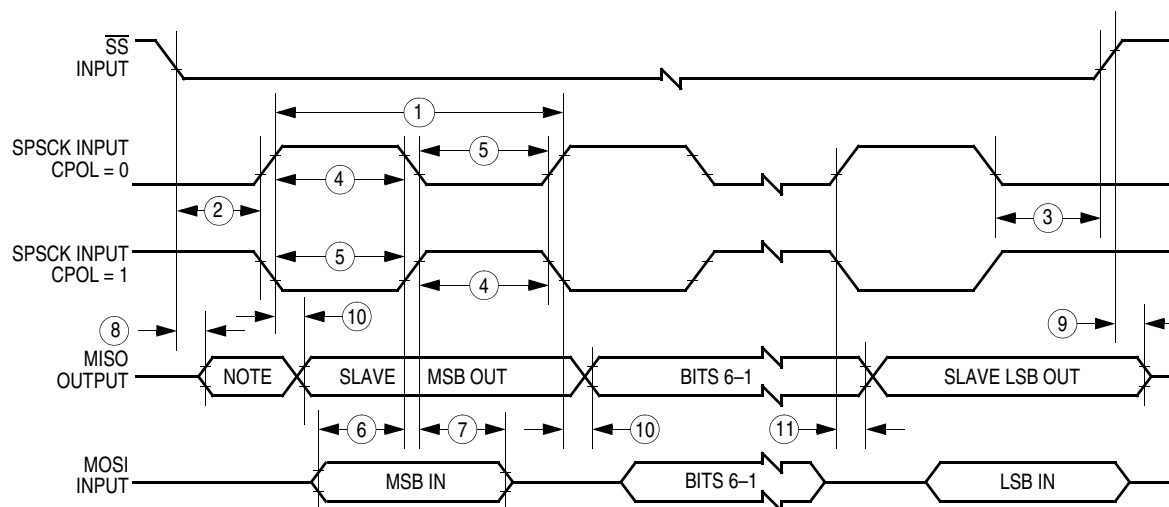 SS
INPUT
1
SPSCK INPUT
CPOL = 0
5
4
2
3
SPSCK INPUT
CPOL = 1
5
4
8
10
9
MISO
OUTPUT
NOTE
SLAVE MSB OUT
BITS 6–1
SLAVE LSB OUT
6
7
10
11
MOSI
INPUT
MSB IN
BITS 6–1
LSB IN